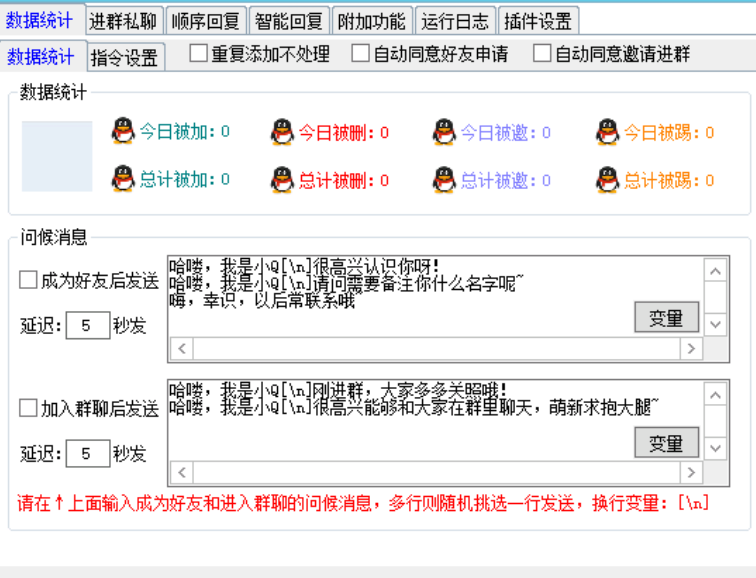 数据统计 进群私聊 顺序回复 智能回复 附加功能 运行日志 插件设置
数据统计 指令设置 重复添加不处理 自动同意好友申请 自动同意邀请进群
数据统计
今日被加: 0 今日被删: 0 今日被邀: 0 今日被踢: 0
总计被加: 0 总计被删: 0 总计被邀: 0 总计被踢: 0
问候消息
成为好友后发送
哈喽，我是小Q[\n]很高兴认识你呀!
哈喽，我是小Q[\n]请问需要备注你什么名字呢~
嗨，幸识，以后常联系哦
变量
延迟: 5 秒发
加入群聊后发送
哈喽，我是小Q[\n]刚进群，大家多多关照哦!
哈喽，我是小Q[\n]很高兴能够和大家在群里聊天，萌新求抱大腿~
变量
延迟: 5 秒发
请在↑上面输入成为好友和进入群聊的问候消息，多行则随机挑选一行发送，换行变量: [\n]